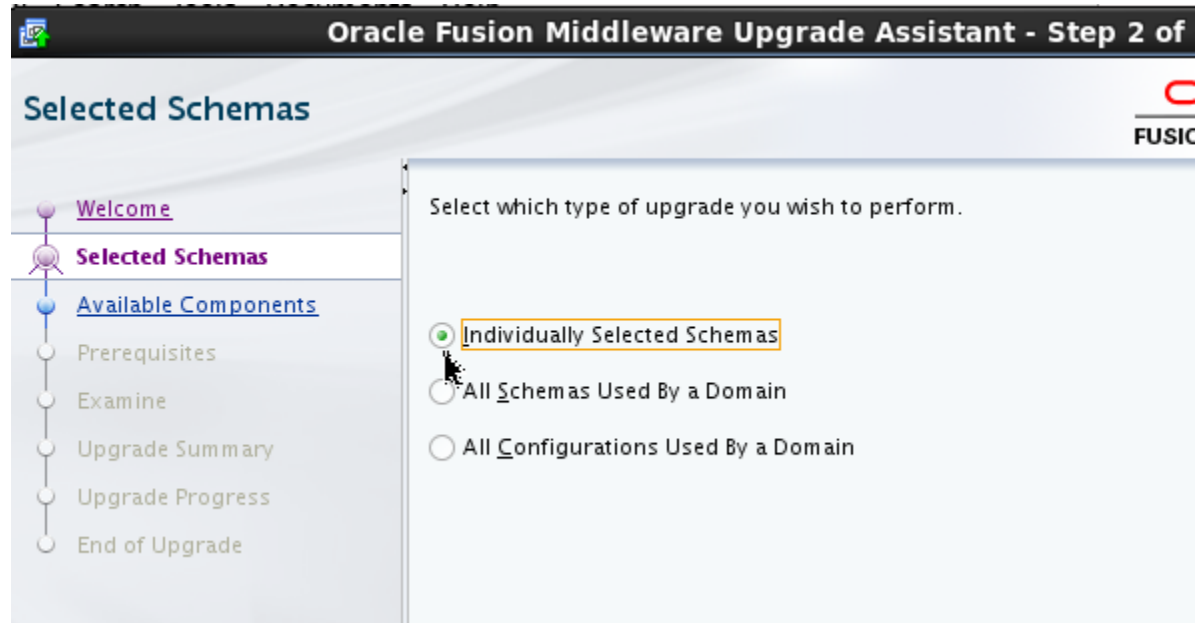 Oracle Fusion Middleware Upgrade Assistant - Step 2 of
Selected Schemas
Welcome
Selected Schemas
Available Components
Prerequisites
Examine
Upgrade Summary
Upgrade Progress
End of Upgrade
Select which type of upgrade you wish to perform.
Individually Selected Schemas
All Schemas Used By a Domain
All Configurations Used By a Domain